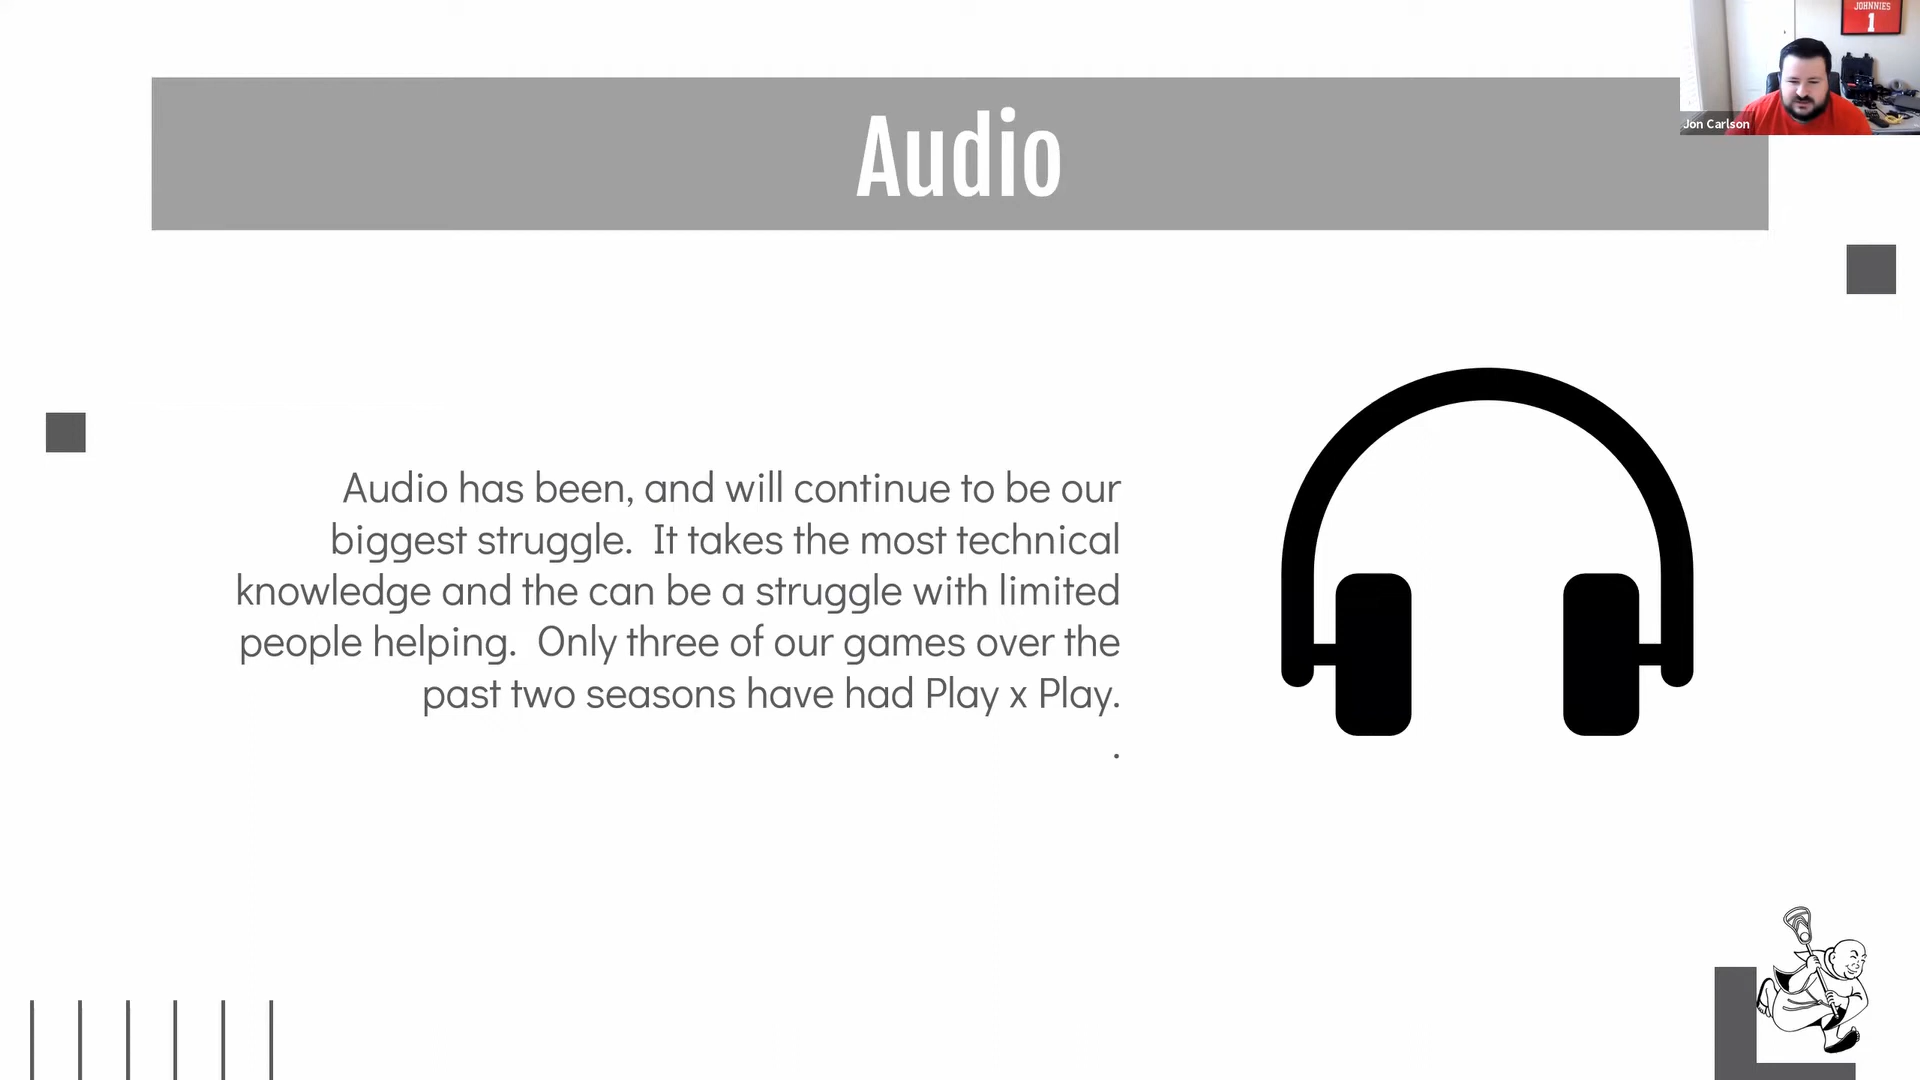 JOHNNIES
1
Jon Carlson
Audio
Audio has been, and will continue to be our
biggest struggle.  It takes the most technical
knowledge and the can be a struggle with limited
people helping.  Only three of our games over the
past two seasons have had Play x Play.
.